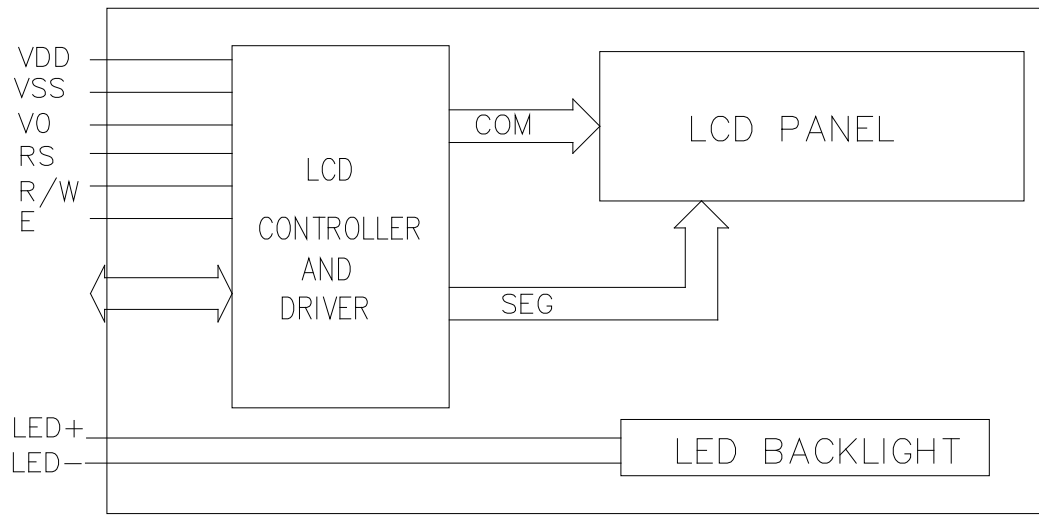 VDD
VSS
V0
RS
R/W
E
LCD
CONTROLLER
AND
DRIVER
COM
SEG
LCD PANEL
LED+
LED-
LED BACKLIGHT